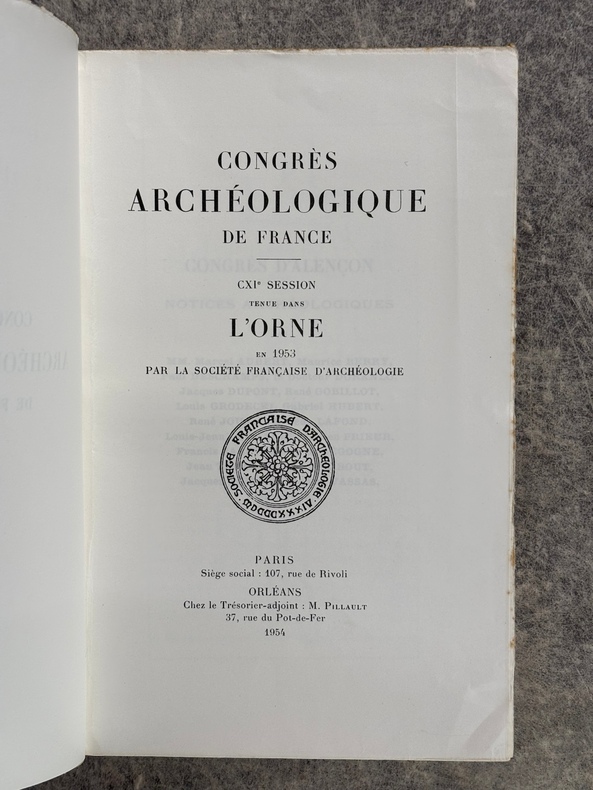 CONGRÈS
ARCHÉOLOGIQUE
DE FRANCE
CXIe SESSION
TENUE DANS
L'ORNE
EN 1953
PAR LA SOCIÉTÉ FRANÇAISE D'ARCHÉOLOGIE
SOCIETE FRANCAISE D'ARCHEOLOGIE
PARIS
Siège social : 107, rue de Rivoli
ORLÉANS
Chez le Trésorier-adjoint : M. PILLAULT
37, rue du Pot-de-Fer
1954